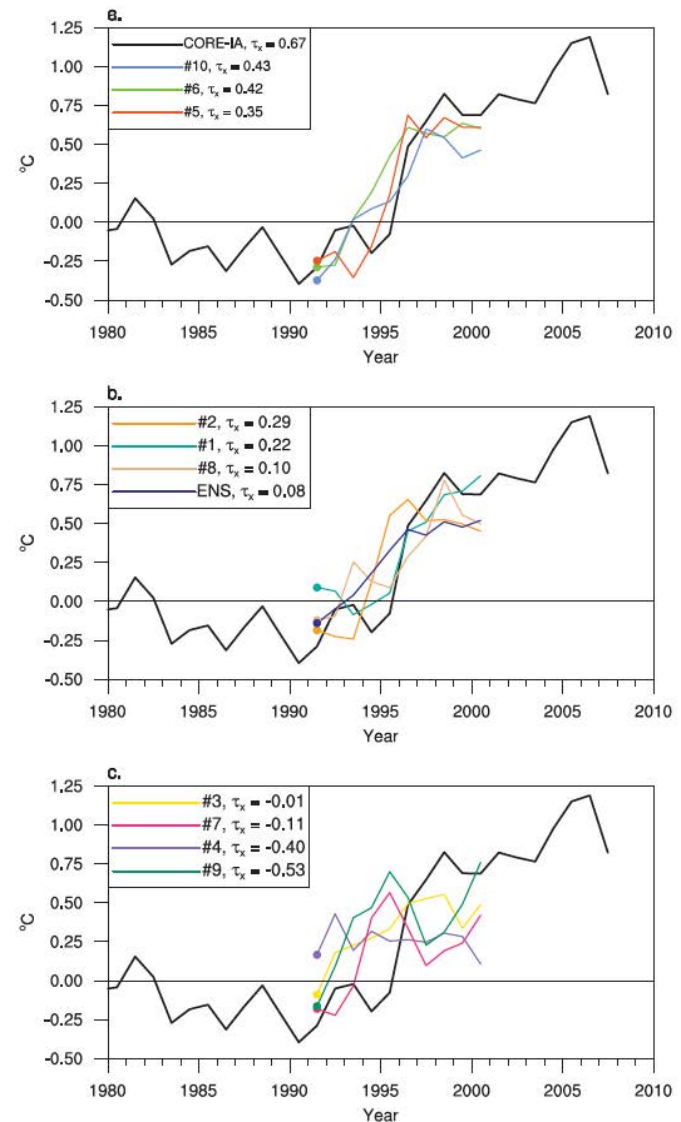 a.
1.25
1.00
0.75
0.50
0.25
0.00
-0.25
-0.50
°C
CORE-IA, τx = 0.67
#10, τx = 0.43
#6, τx = 0.42
#5, τx = 0.35
1980 1985 1990 1995 2000 2005 2010
Year
b.
1.25
1.00
0.75
0.50
0.25
0.00
-0.25
-0.50
°C
#2, τx = 0.29
#1, τx = 0.22
#8, τx = 0.10
ENS, τx = 0.08
1980 1985 1990 1995 2000 2005 2010
Year
c.
1.25
1.00
0.75
0.50
0.25
0.00
-0.25
-0.50
°C
#3, τx = -0.01
#7, τx = -0.11
#4, τx = -0.40
#9, τx = -0.53
1980 1985 1990 1995 2000 2005 2010
Year